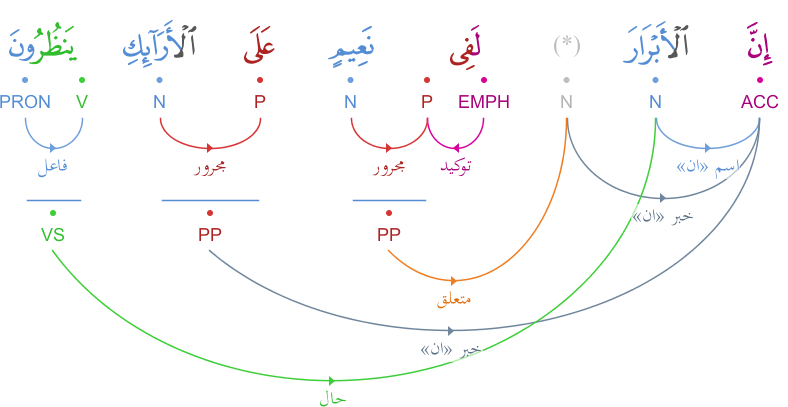 إِنَّ ٱلْأَبْرَارَ (*) لَفِى نَعِيمٍ عَلَى ٱلْأَرَآئِكِ يَنظُرُونَ
ACC N N EMPH P N P N V PRON
اسم «ان» توكيد مجرور مجرور فاعل
خبر «ان»
PP PP VS
متعلق
خبر «ان»
حال